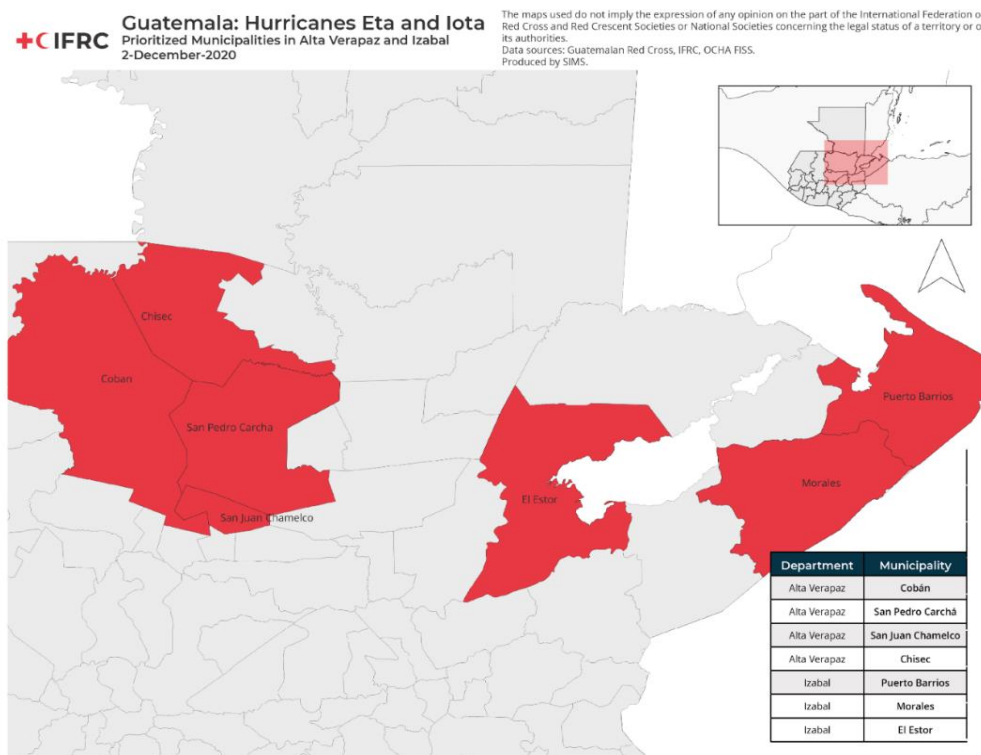 IFRC
Guatemala: Hurricanes Eta and Iota
Prioritized Municipalities in Alta Verapaz and Izabal
2-December-2020
The maps used do not imply the expression of any opinion on the part of the International Federation o
Red Cross and Red Crescent Societies or National Societies concerning the legal status of a territory or o
its authorities.
Data sources: Guatemalan Red Cross, IFRC, OCHA FISS.
Produced by SIMS.
Chisec
Coban
San Pedro Carcha
San Juan Chamelco
El Estor
Puerto Barrios
Morales
Department Municipality
Alta Verapaz Cobán
Alta Verapaz San Pedro Carchá
Alta Verapaz San Juan Chamelco
Alta Verapaz Chisec
Izabal Puerto Barrios
Izabal Morales
Izabal El Estor